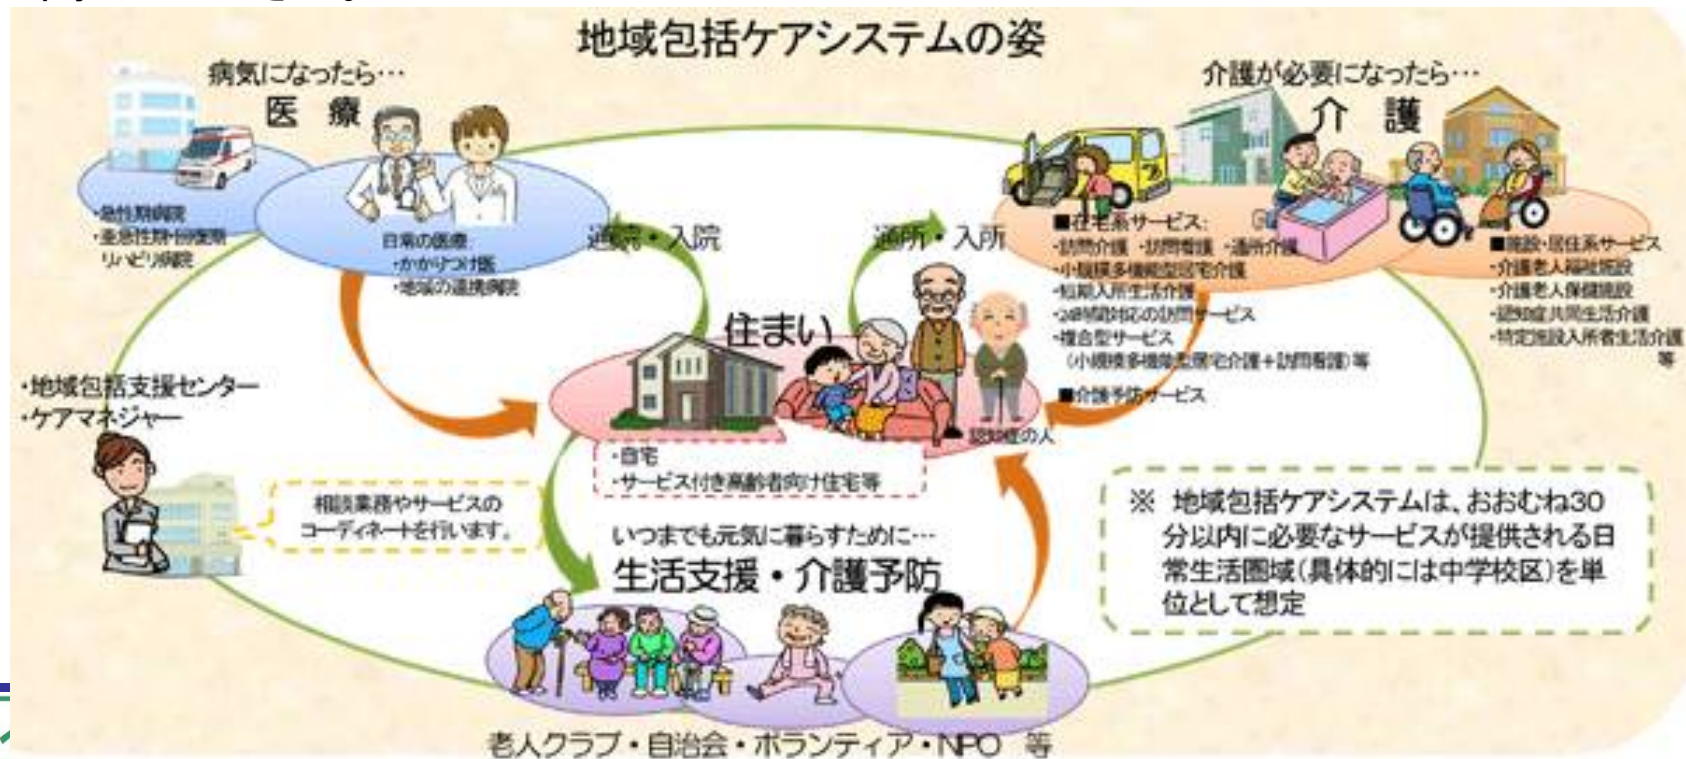 地域包括ケアシステムの姿
病気になったら…
医 療
・急性期病院
・亜急性期・回復期
リハビリ病院
日常の医療
・かかりつけ医
・地域の連携病院
通院・入院
通所・入所
介護が必要になったら…
介 護
■在宅系サービス:
・訪問介護 ・訪問看護 ・通所介護
・小規模多機能型居宅介護
・短期入所生活介護
・24時間対応の訪問サービス
・複合型サービス
(小規模多機能型居宅介護+訪問看護)等
■介護予防サービス
■施設・居住系サービス
・介護老人福祉施設
・介護老人保健施設
・認知症共同生活介護
・特定施設入所者生活介護
等
住まい
認知症の人
・自宅
・サービス付き高齢者向け住宅等
・地域包括支援センター
・ケアマネジャー
相談業務やサービスの
コーディネートを行います。
いつまでも元気に暮らすために…
生活支援・介護予防
老人クラブ・自治会・ボランティア・NPO 等
※ 地域包括ケアシステムは、おおむね30
分以内に必要なサービスが提供される日
常生活圏域(具体的には中学校区)を単
位として想定